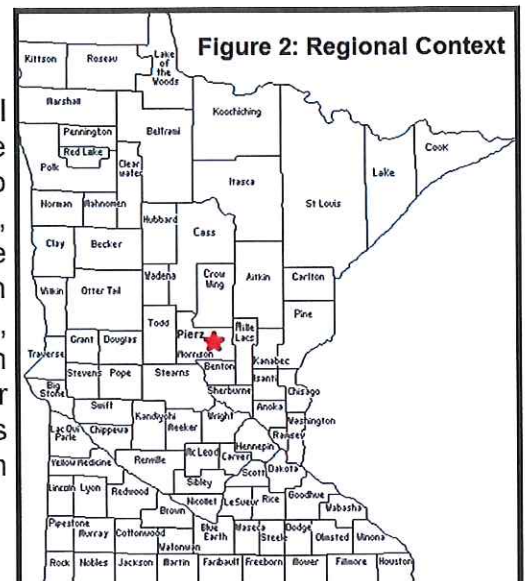 Figure 2: Regional Context
Kittson
Roseau
Lake
of
the
Woods
Marshall
Koochiching
Pennington
Beltrami
Red Lake
Cook
Polk
Clear
water
Lake
Itasca
St Louis
Norman
Mahnomen
Hubbard
Cass
Clay
Becker
Crow
Wing
Aitkin
Carlton
Wadena
Wilkin
Otter Tail
Pine
Todd
Mille
Lacs
Pierz
Grant
Douglas
Morrison
Kanabec
Traverse
Benton
Stevens
Pope
Stearns
Isanti
Big
Stone
Sherburne
Chisago
Swift
Anoka
Kandiyohi
Wright
Washington
Lac Qui
Parle
Chippewa
Meeker
Hennepin
Ramsey
McLeod
Carver
Yellow Medicine
Renville
Scott
Dakota
Sibley
Lincoln
Lyon
Redwood
Nicollet
LeSueur
Rice
Goodhue
Wabasha
Brown
Pipestone
Murray
Cottonwood
Blue
Earth
Waseca
Steele
Dodge
Olmsted
Winona
Watonwan
Rock
Nobles
Jackson
Martin
Faribault
Freeborn
Mower
Fillmore
Houston